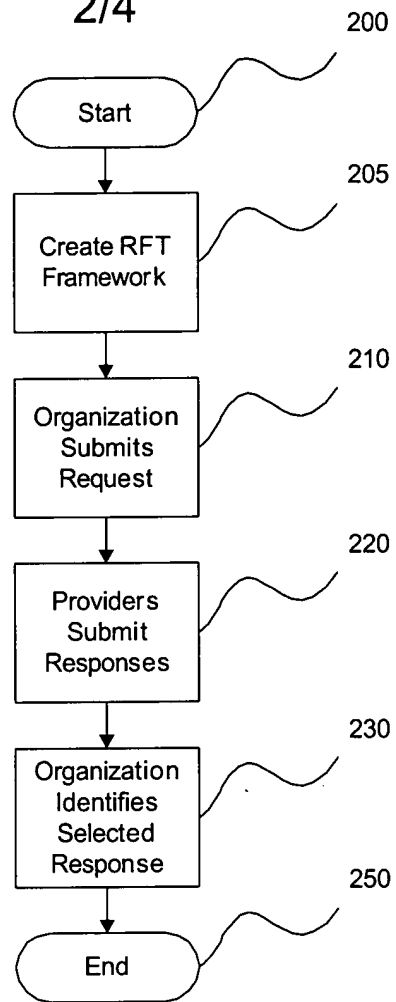 2/4
200
Start
205
Create RFT
Framework
210
Organization
Submits
Request
220
Providers
Submit
Responses
230
Organization
Identifies
Selected
Response
250
End